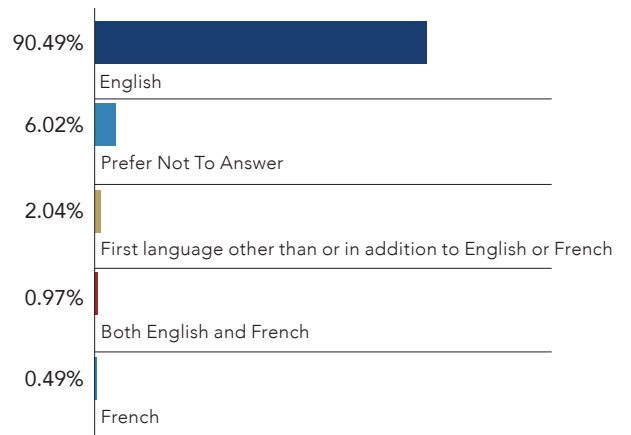 90.49%
English
6.02%
Prefer Not To Answer
2.04%
First language other than or in addition to English or French
0.97%
Both English and French
0.49%
French